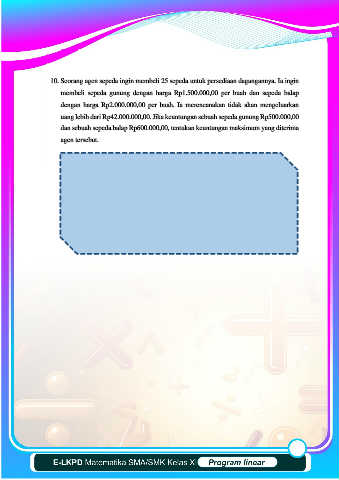 10. Seorang agen sepeda ingin membeli 25 sepeda untuk persediaan dagangannya. Ia ingin
membeli sepeda gunung dengan harga Rp1.500.000,00 per buah dan sepeda balap
dengan harga Rp2.000.000,00 per buah. Ia merencanakan tidak akan mengeluarkan
uang lebih dari Rp42.000.000,00. Jika keuntungan sebuah sepeda gunung Rp500.000,00
dan sebuah sepeda balap Rp600.000,00, tentukan keuntungan maksimum yang diterima
agen tersebut.
E-LKPD Matematika SMA/SMK Kelas X Program linear